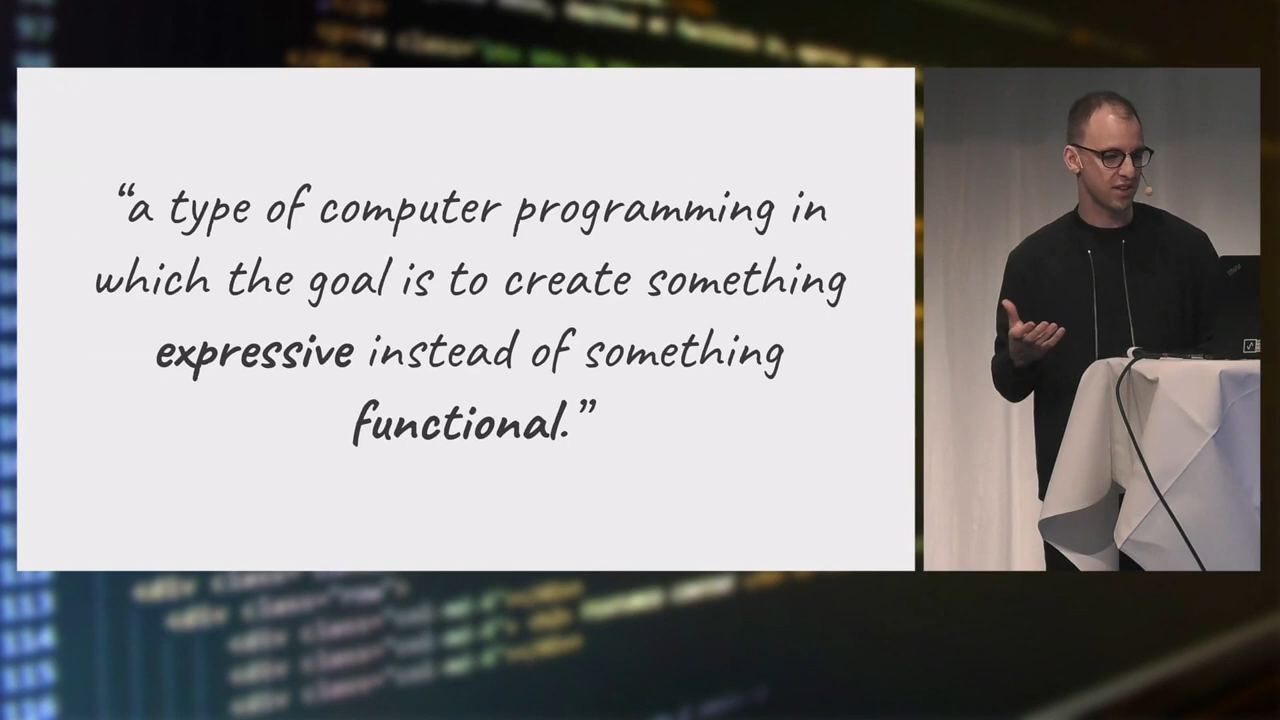 “a type of computer programming in
which the goal is to create something
expressive instead of something
functional.”